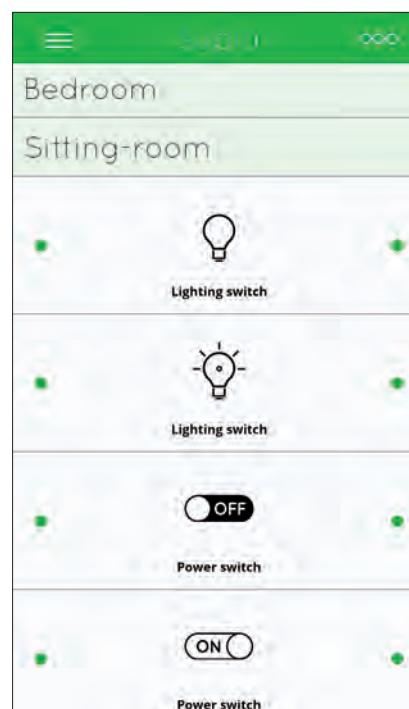 Bedroom
Sitting-room
Lighting switch
Lighting switch
OFF
Power switch
ON
Power switch